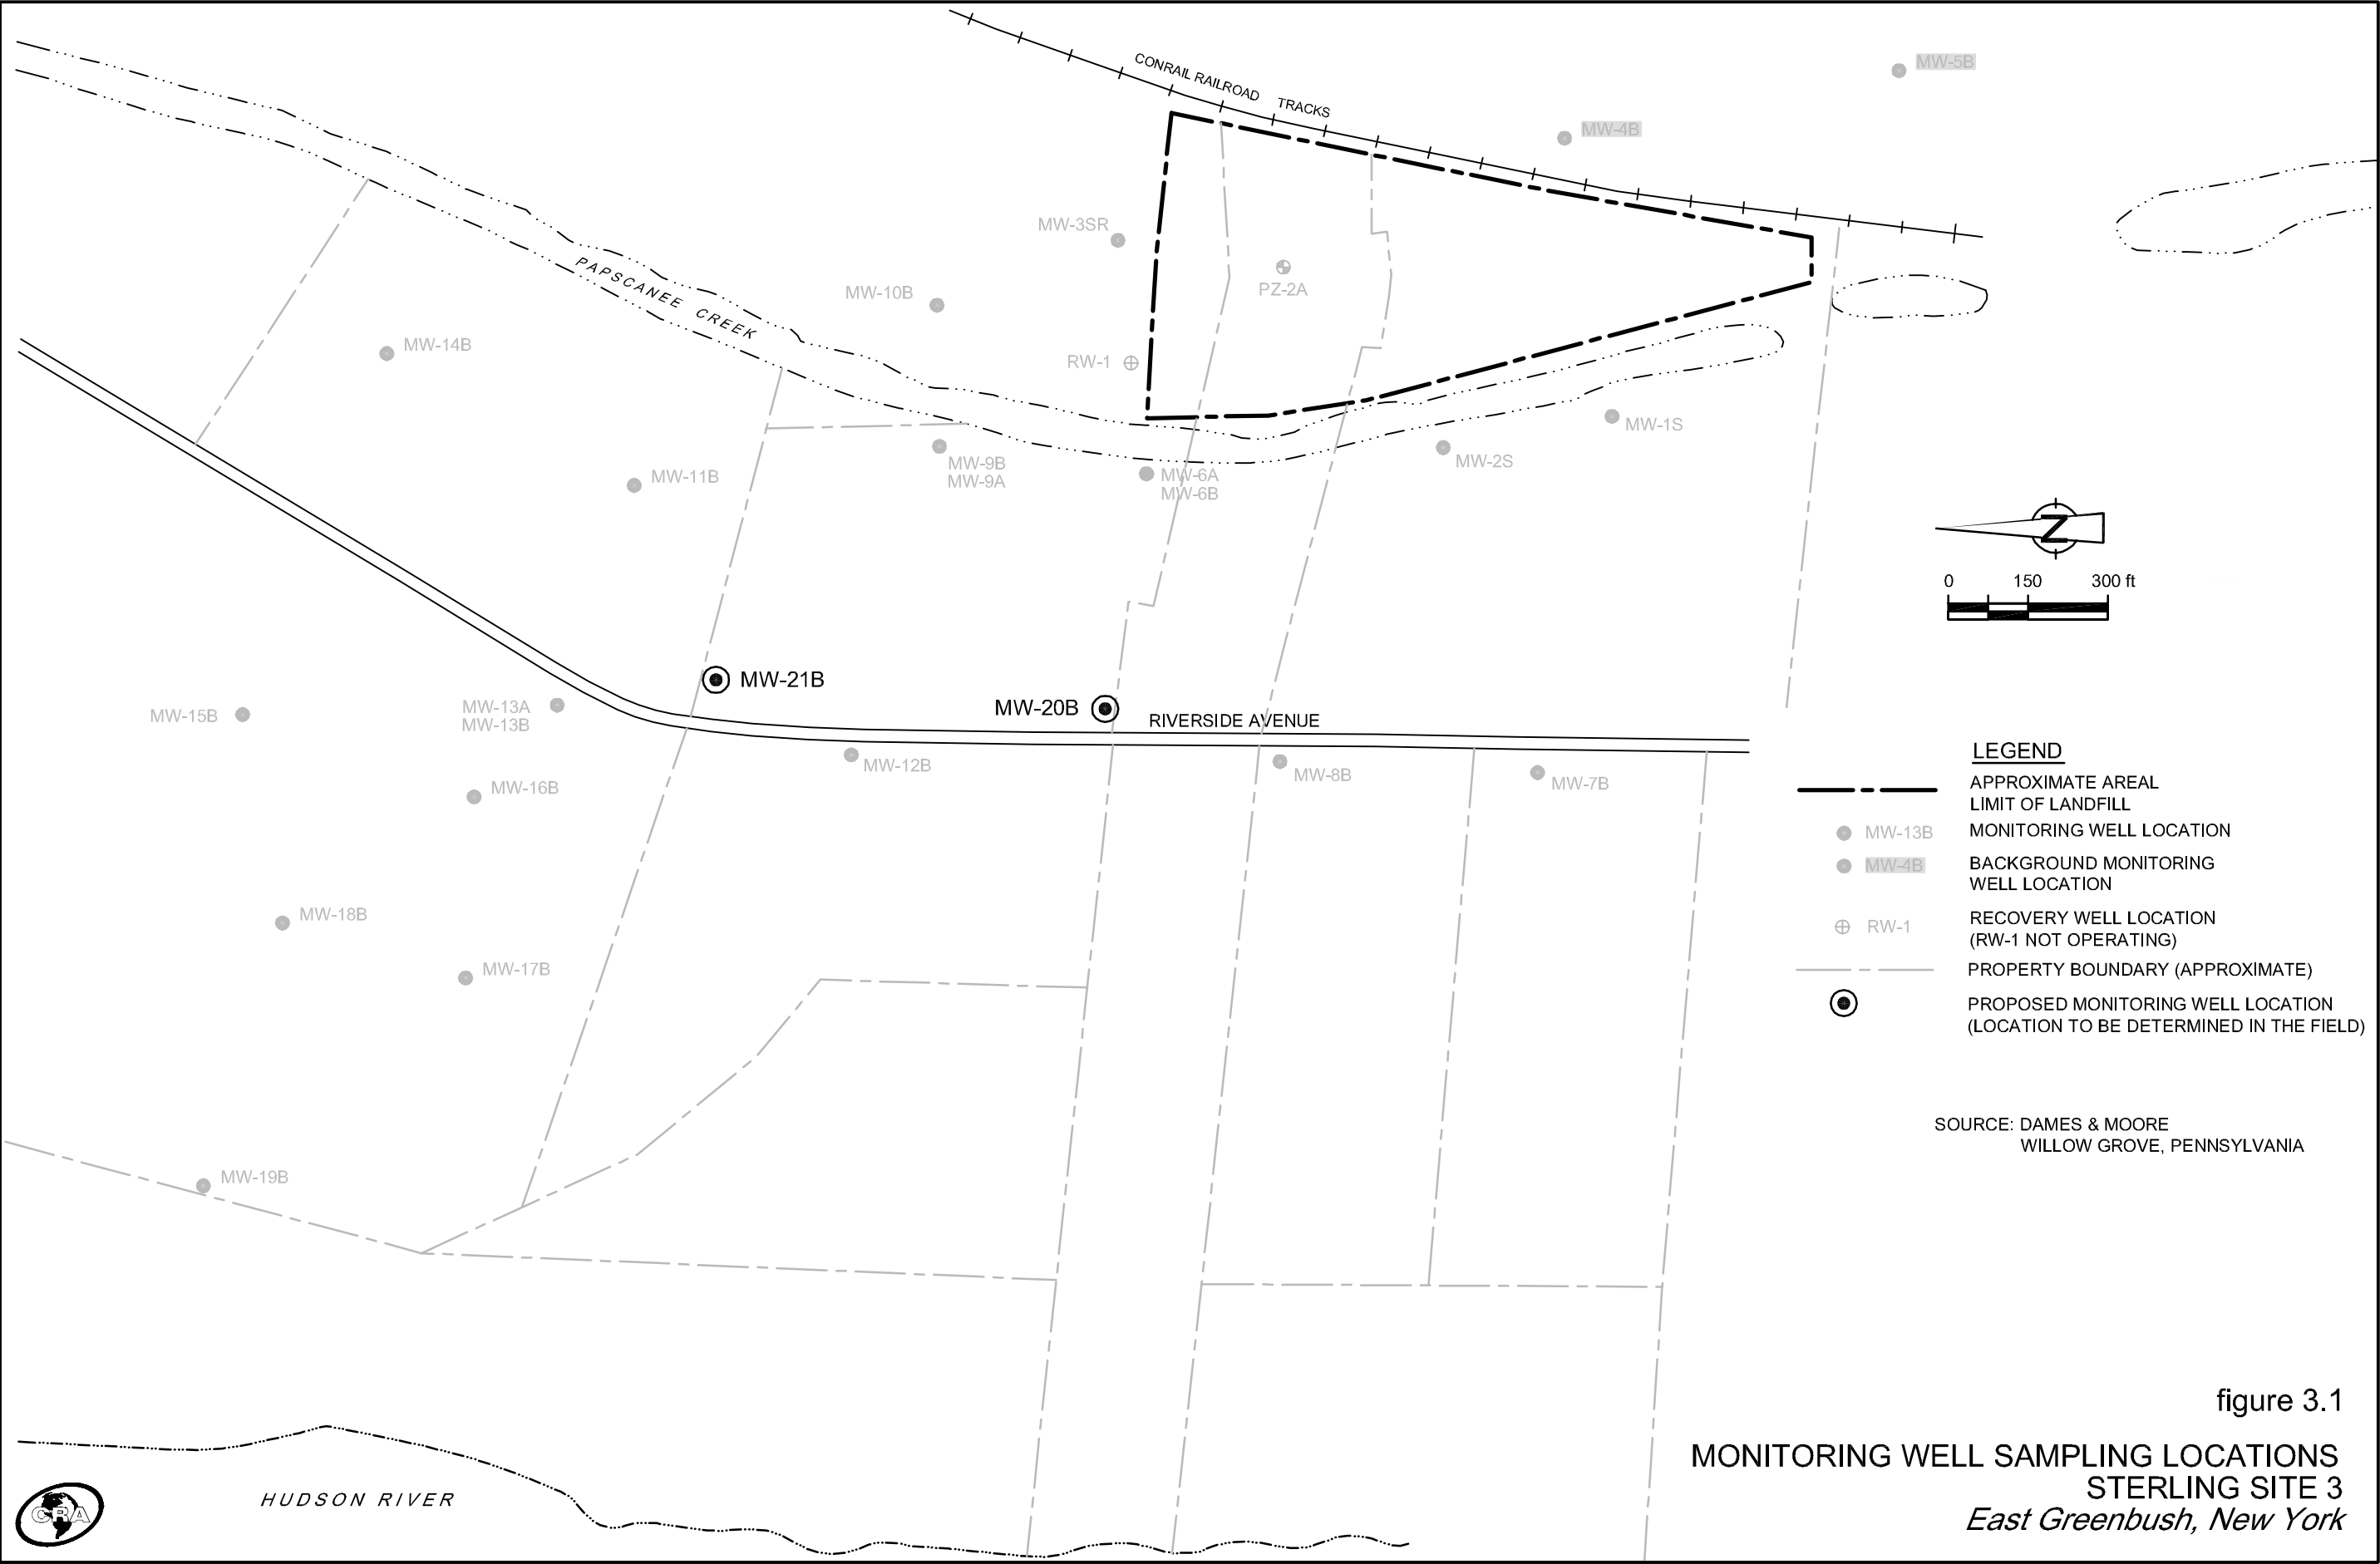 CONRAIL RAILROAD TRACKS
MW-5B
MW-4B
MW-3SR
PZ-2A
PAPSCANEE CREEK
MW-10B
MW-14B
RW-1
MW-1S
MW-2S
MW-9B
MW-9A
MW-6A
MW-6B
MW-11B
N
0 150 300 ft
MW-21B
MW-20B
RIVERSIDE AVENUE
MW-15B
MW-13A
MW-13B
MW-12B
MW-8B
MW-7B
MW-16B
MW-18B
MW-17B
MW-19B
LEGEND
APPROXIMATE AREAL
LIMIT OF LANDFILL
MW-13B MONITORING WELL LOCATION
MW-4B BACKGROUND MONITORING
WELL LOCATION
RW-1 RECOVERY WELL LOCATION
(RW-1 NOT OPERATING)
PROPERTY BOUNDARY (APPROXIMATE)
PROPOSED MONITORING WELL LOCATION
(LOCATION TO BE DETERMINED IN THE FIELD)
SOURCE: DAMES & MOORE
WILLOW GROVE, PENNSYLVANIA
HUDSON RIVER
CRA
figure 3.1
MONITORING WELL SAMPLING LOCATIONS
STERLING SITE 3
East Greenbush, New York